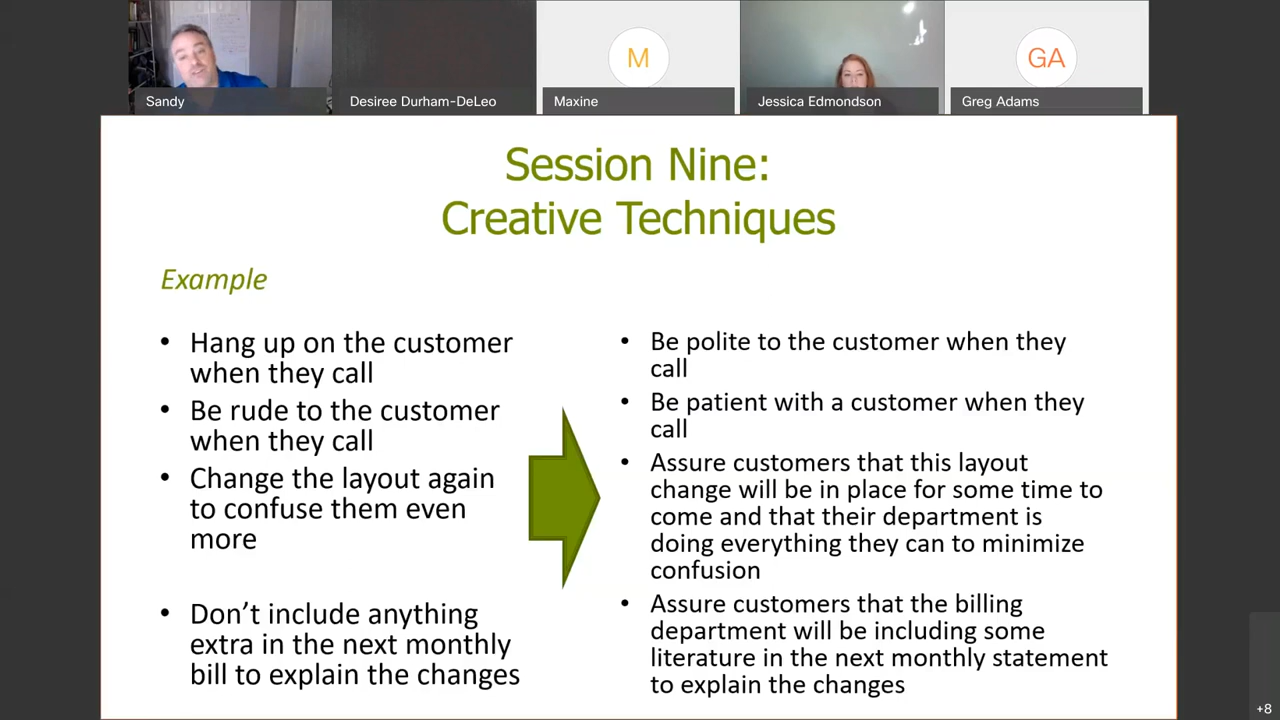 Sandy
Desiree Durham-DeLeo
M
Maxine
Jessica Edmondson
GA
Greg Adams
Session Nine:
Creative Techniques
Example
• Hang up on the customer
when they call
• Be rude to the customer
when they call
• Change the layout again
to confuse them even
more
• Don’t include anything
extra in the next monthly
bill to explain the changes
• Be polite to the customer when they
call
• Be patient with a customer when they
call
• Assure customers that this layout
change will be in place for some time to
come and that their department is
doing everything they can to minimize
confusion
• Assure customers that the billing
department will be including some
literature in the next monthly statement
to explain the changes
+8